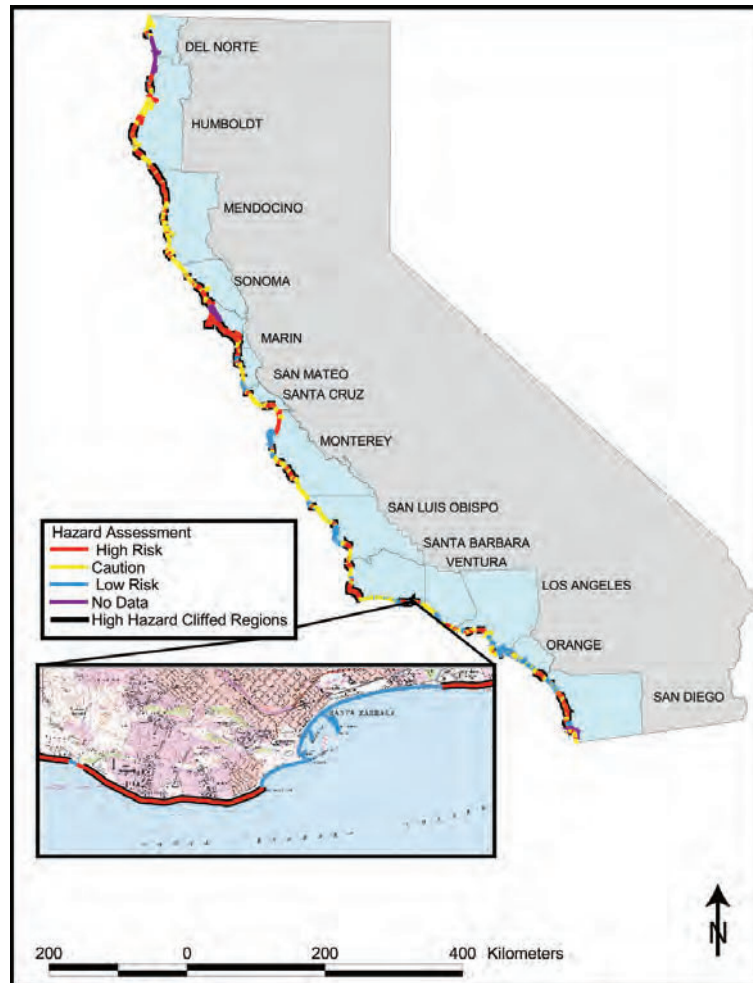 DEL NORTE
HUMBOLDT
MENDOCINO
SONOMA
MARIN
SAN MATEO
SANTA CRUZ
MONTEREY
SAN LUIS OBISPO
SANTA BARBARA
VENTURA
LOS ANGELES
ORANGE
SAN DIEGO
Hazard Assessment
High Risk
Caution
Low Risk
No Data
High Hazard Cliffed Regions
SANTA BARBARA
N
200 0 200 400 Kilometers